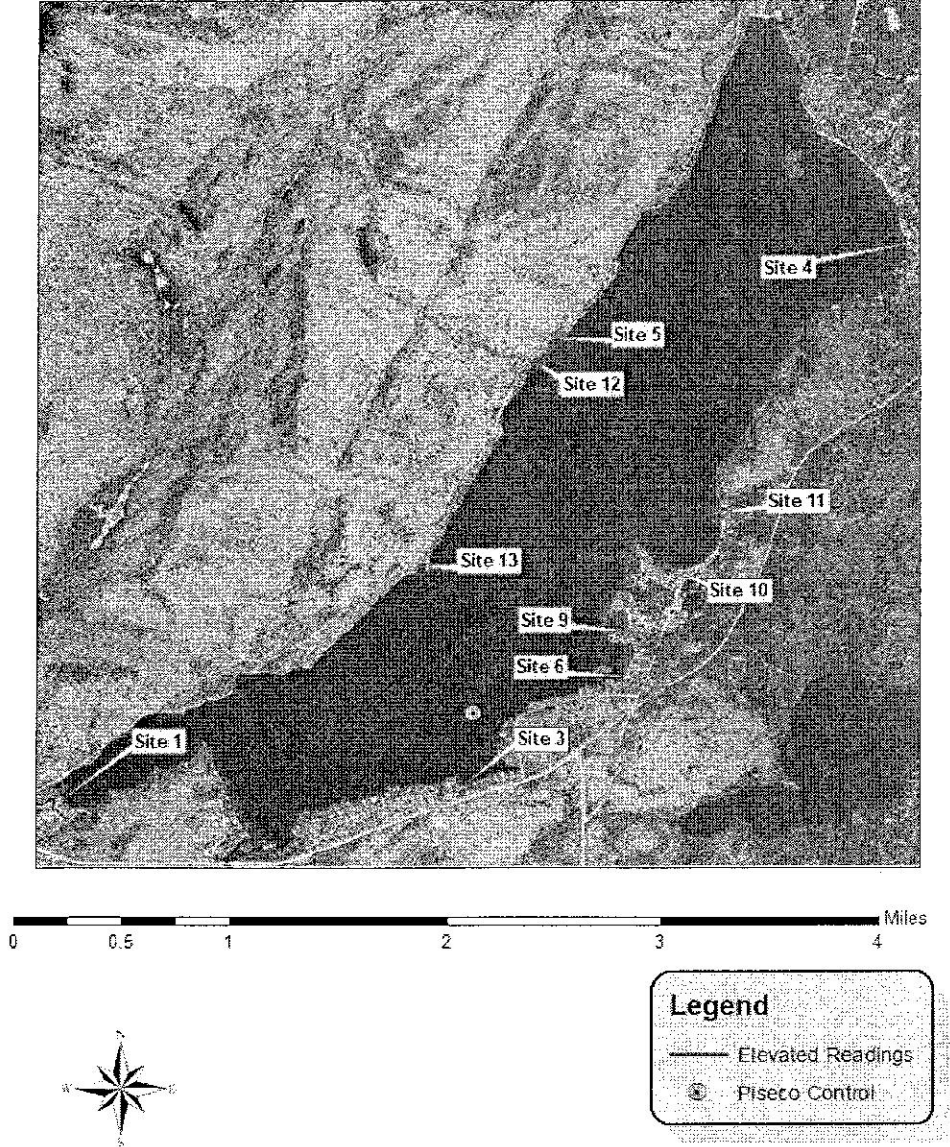 Site 4
Site 5
Site 12
Site 11
Site 13
Site 10
Site 9
Site 6
Site 3
Site 1
Miles
0 0.5 1 2 3 4
Legend
Elevated Readings
Piseco Control
W E
S